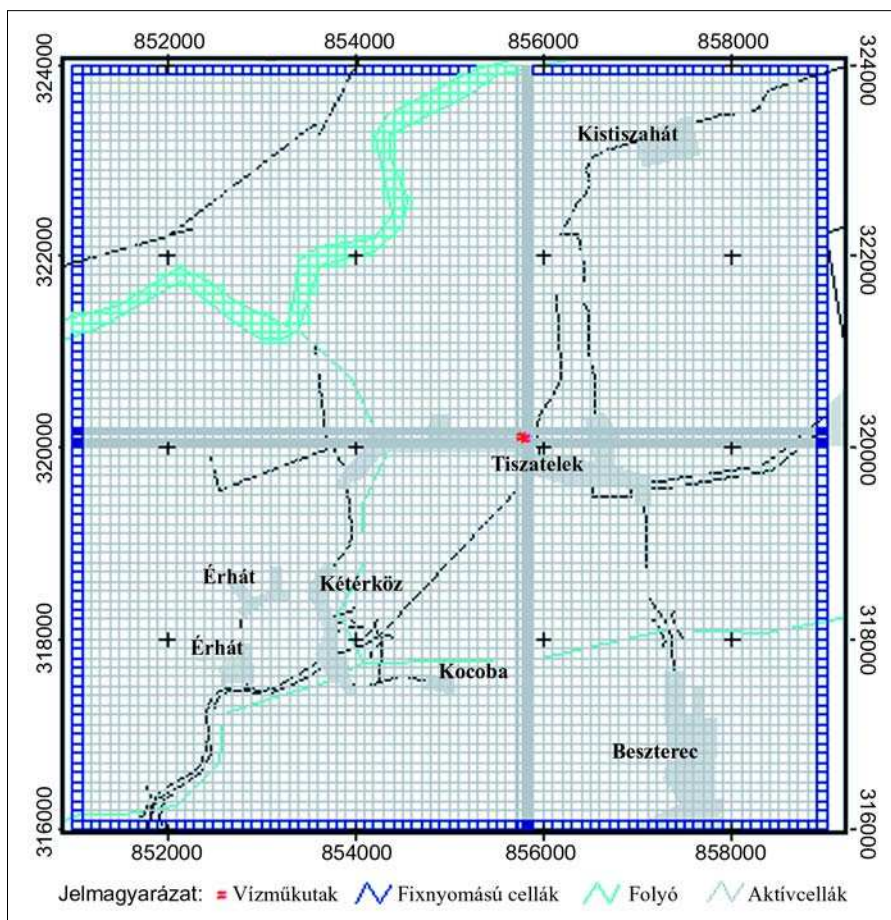 852000 854000 856000 858000
324000 324000
Kistiszahát
322000 322000
320000 320000
Tiszatelek
Érhát
Kétérköz
318000 318000
Érhát
Kocoba
Beszterec
316000 316000
852000 854000 856000 858000
Jelmagyarázat: Vízműkutak Fixnyomású cellák Folyó Aktívcellák